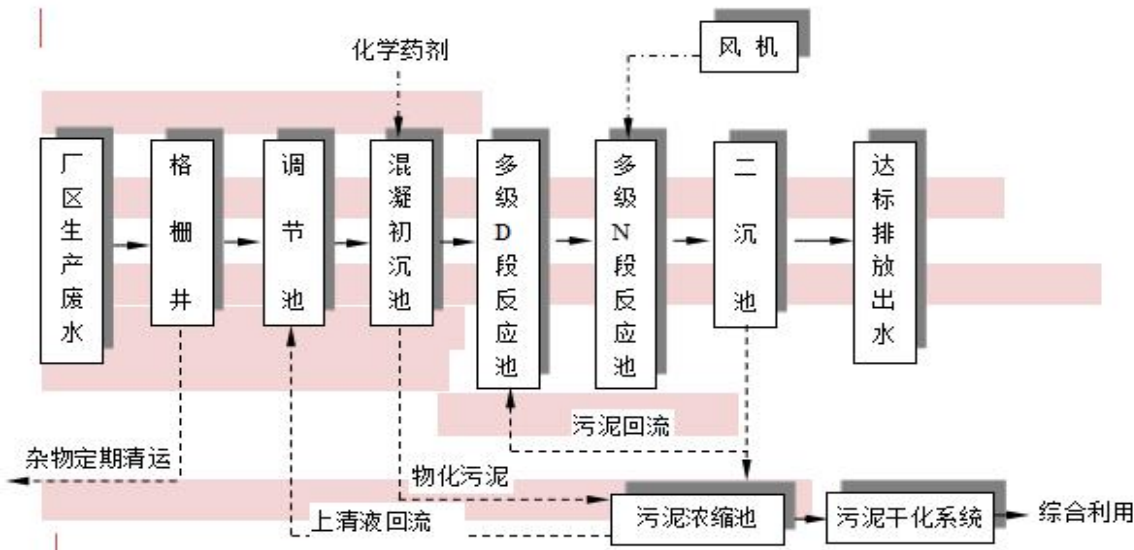 化学药剂
风机
厂区生产废水
格栅井
调节池
混凝初沉池
多级D段反应池
多级N段反应池
二沉池
达标排放出水
污泥回流
杂物定期清运
物化污泥
上清液回流
污泥浓缩池
污泥干化系统
综合利用